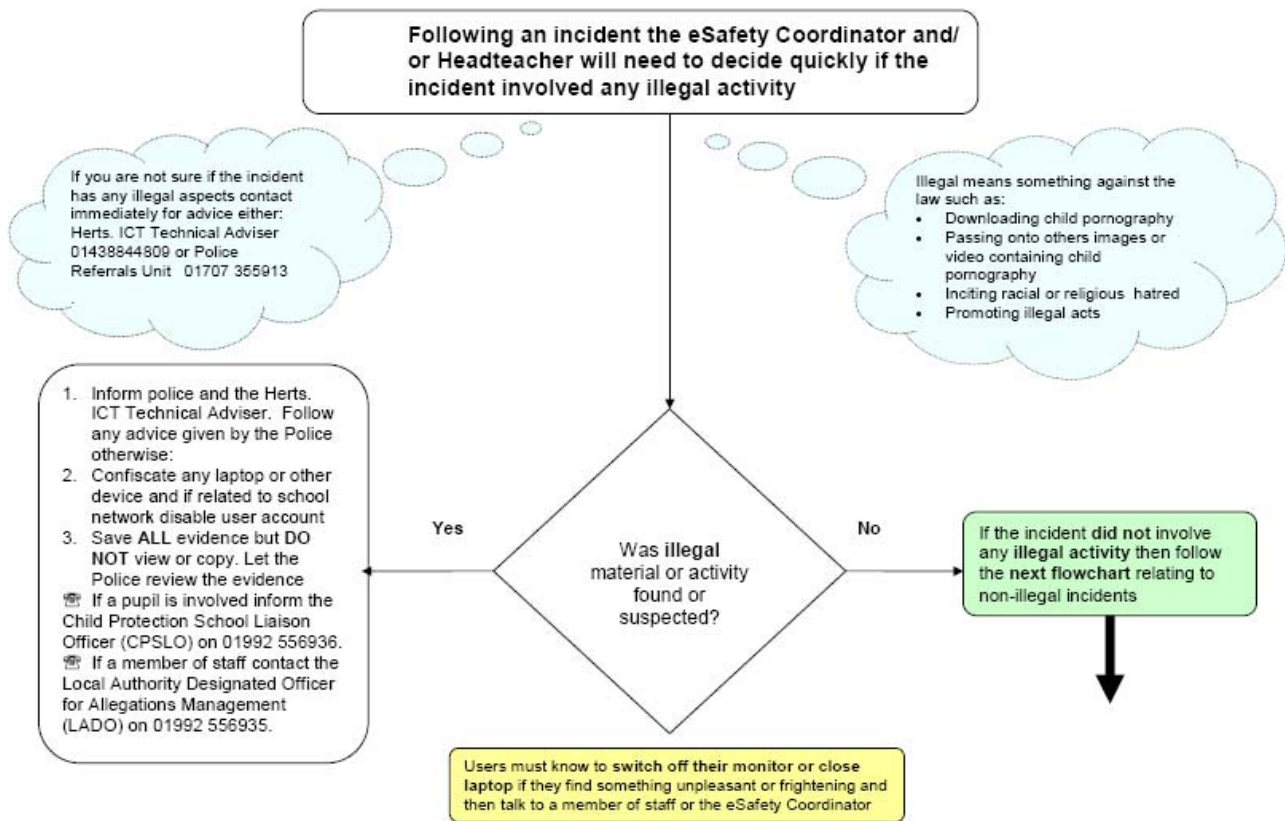 Following an incident the eSafety Coordinator and/
or Headteacher will need to decide quickly if the
incident involved any illegal activity
If you are not sure if the incident
has any illegal aspects contact
immediately for advice either:
Herts. ICT Technical Adviser
01438844809 or Police
Referrals Unit 01707 355913
Illegal means something against the
law such as:
• Downloading child pornography
• Passing onto others images or
video containing child
pornography
• Inciting racial or religious hatred
• Promoting illegal acts
1. Inform police and the Herts.
ICT Technical Adviser. Follow
any advice given by the Police
otherwise:
2. Confiscate any laptop or other
device and if related to school
network disable user account
3. Save ALL evidence but DO
NOT view or copy. Let the
Police review the evidence
☎ If a pupil is involved inform the
Child Protection School Liaison
Officer (CPSLO) on 01992 556936.
☎ If a member of staff contact the
Local Authority Designated Officer
for Allegations Management
(LADO) on 01992 556935.
Yes
Was illegal
material or activity
found or
suspected?
No
If the incident did not involve
any illegal activity then follow
the next flowchart relating to
non-illegal incidents
Users must know to switch off their monitor or close
laptop if they find something unpleasant or frightening and
then talk to a member of staff or the eSafety Coordinator